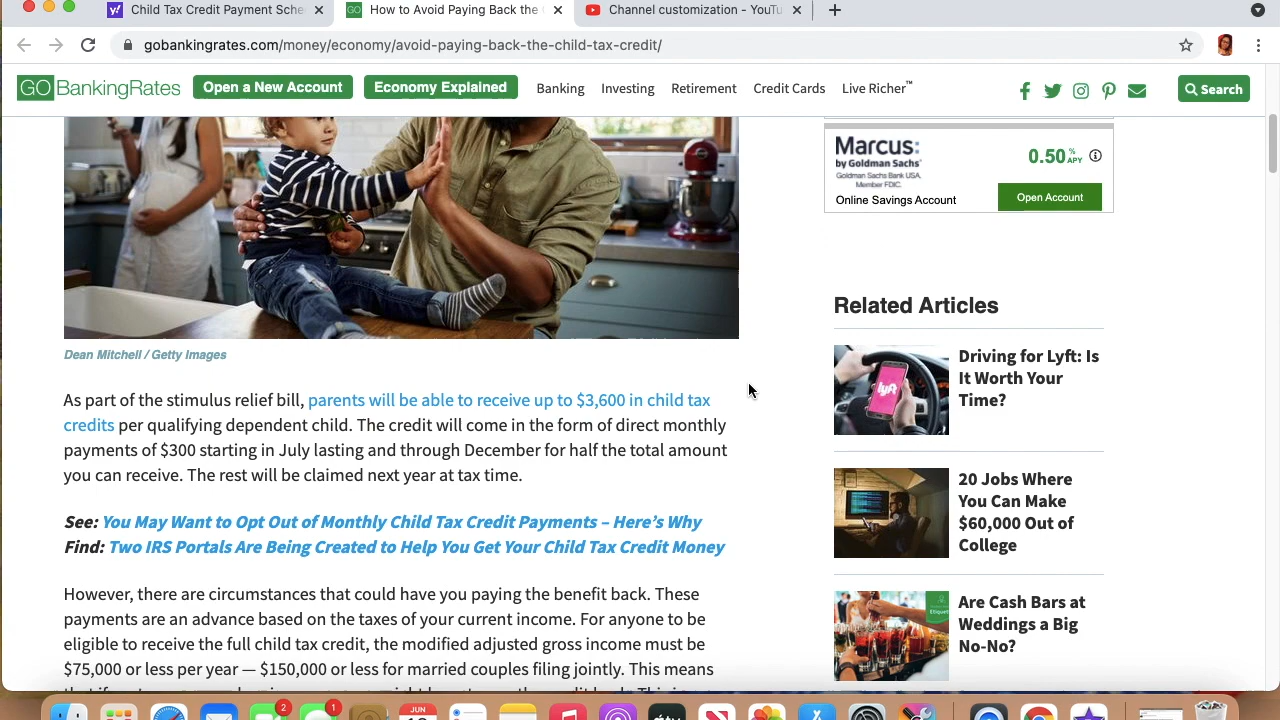 Child Tax Credit Payment Sche
How to Avoid Paying Back the
Channel customization - YouTu
gobankingrates.com/money/economy/avoid-paying-back-the-child-tax-credit/
GOBankingRates
Open a New Account
Economy Explained
Banking
Investing
Retirement
Credit Cards
Live Richer™
Search
Marcus:
by Goldman Sachs®
Goldman Sachs Bank USA.
Member FDIC.
Online Savings Account
0.50 % APY
Open Account
Dean Mitchell / Getty Images
As part of the stimulus relief bill, parents will be able to receive up to $3,600 in child tax
credits per qualifying dependent child. The credit will come in the form of direct monthly
payments of $300 starting in July lasting and through December for half the total amount
you can receive. The rest will be claimed next year at tax time.
See: You May Want to Opt Out of Monthly Child Tax Credit Payments – Here's Why
Find: Two IRS Portals Are Being Created to Help You Get Your Child Tax Credit Money
However, there are circumstances that could have you paying the benefit back. These
payments are an advance based on the taxes of your current income. For anyone to be
eligible to receive the full child tax credit, the modified adjusted gross income must be
$75,000 or less per year — $150,000 or less for married couples filing jointly. This means
Related Articles
lyft
Driving for Lyft: Is
It Worth Your
Time?
20 Jobs Where
You Can Make
$60,000 Out of
College
Are Cash Bars at
Weddings a Big
No-No?
2
1
JUN
tv